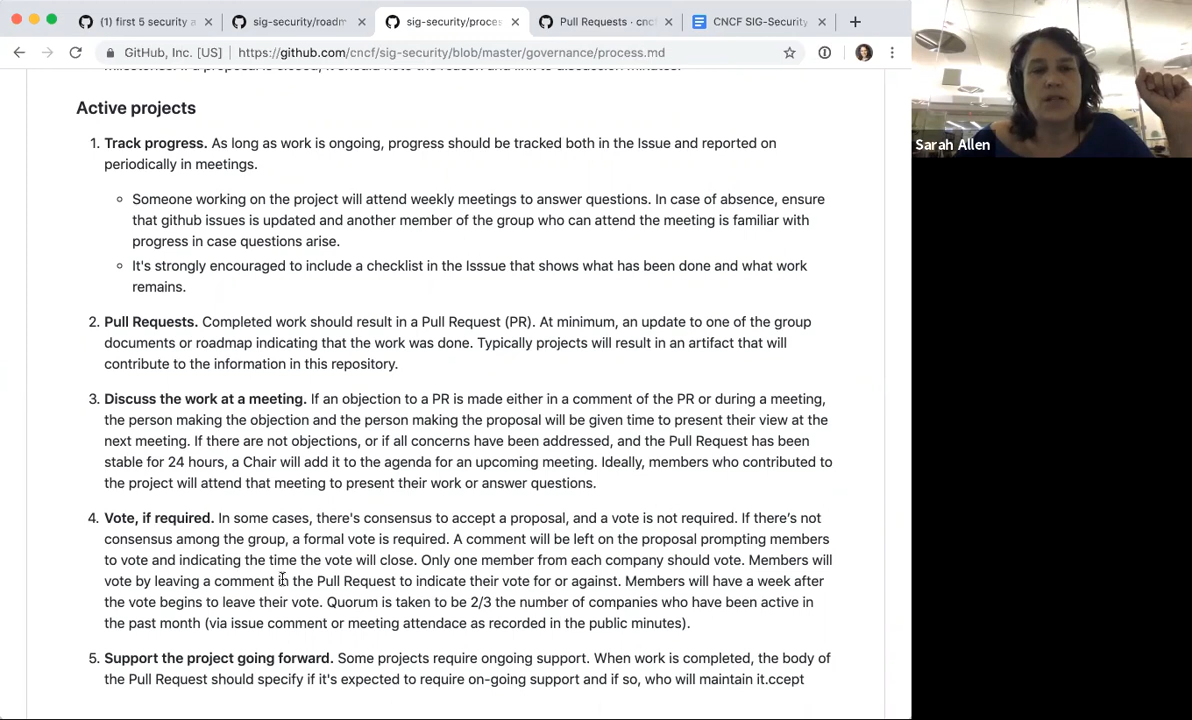 (1) first 5 security a
sig-security/roadm
sig-security/proces
Pull Requests · cncf
CNCF SIG-Security
GitHub, Inc. [US]
https://github.com/cncf/sig-security/blob/master/governance/process.md
Sarah Allen
Active projects
1. Track progress. As long as work is ongoing, progress should be tracked both in the Issue and reported on
periodically in meetings.
Someone working on the project will attend weekly meetings to answer questions. In case of absence, ensure
that github issues is updated and another member of the group who can attend the meeting is familiar with
progress in case questions arise.
It's strongly encouraged to include a checklist in the Isssue that shows what has been done and what work
remains.
2. Pull Requests. Completed work should result in a Pull Request (PR). At minimum, an update to one of the group
documents or roadmap indicating that the work was done. Typically projects will result in an artifact that will
contribute to the information in this repository.
3. Discuss the work at a meeting. If an objection to a PR is made either in a comment of the PR or during a meeting,
the person making the objection and the person making the proposal will be given time to present their view at the
next meeting. If there are not objections, or if all concerns have been addressed, and the Pull Request has been
stable for 24 hours, a Chair will add it to the agenda for an upcoming meeting. Ideally, members who contributed to
the project will attend that meeting to present their work or answer questions.
4. Vote, if required. In some cases, there's consensus to accept a proposal, and a vote is not required. If there's not
consensus among the group, a formal vote is required. A comment will be left on the proposal prompting members
to vote and indicating the time the vote will close. Only one member from each company should vote. Members will
vote by leaving a comment in the Pull Request to indicate their vote for or against. Members will have a week after
the vote begins to leave their vote. Quorum is taken to be 2/3 the number of companies who have been active in
the past month (via issue comment or meeting attendace as recorded in the public minutes).
5. Support the project going forward. Some projects require ongoing support. When work is completed, the body of
the Pull Request should specify if it's expected to require on-going support and if so, who will maintain it.ccept